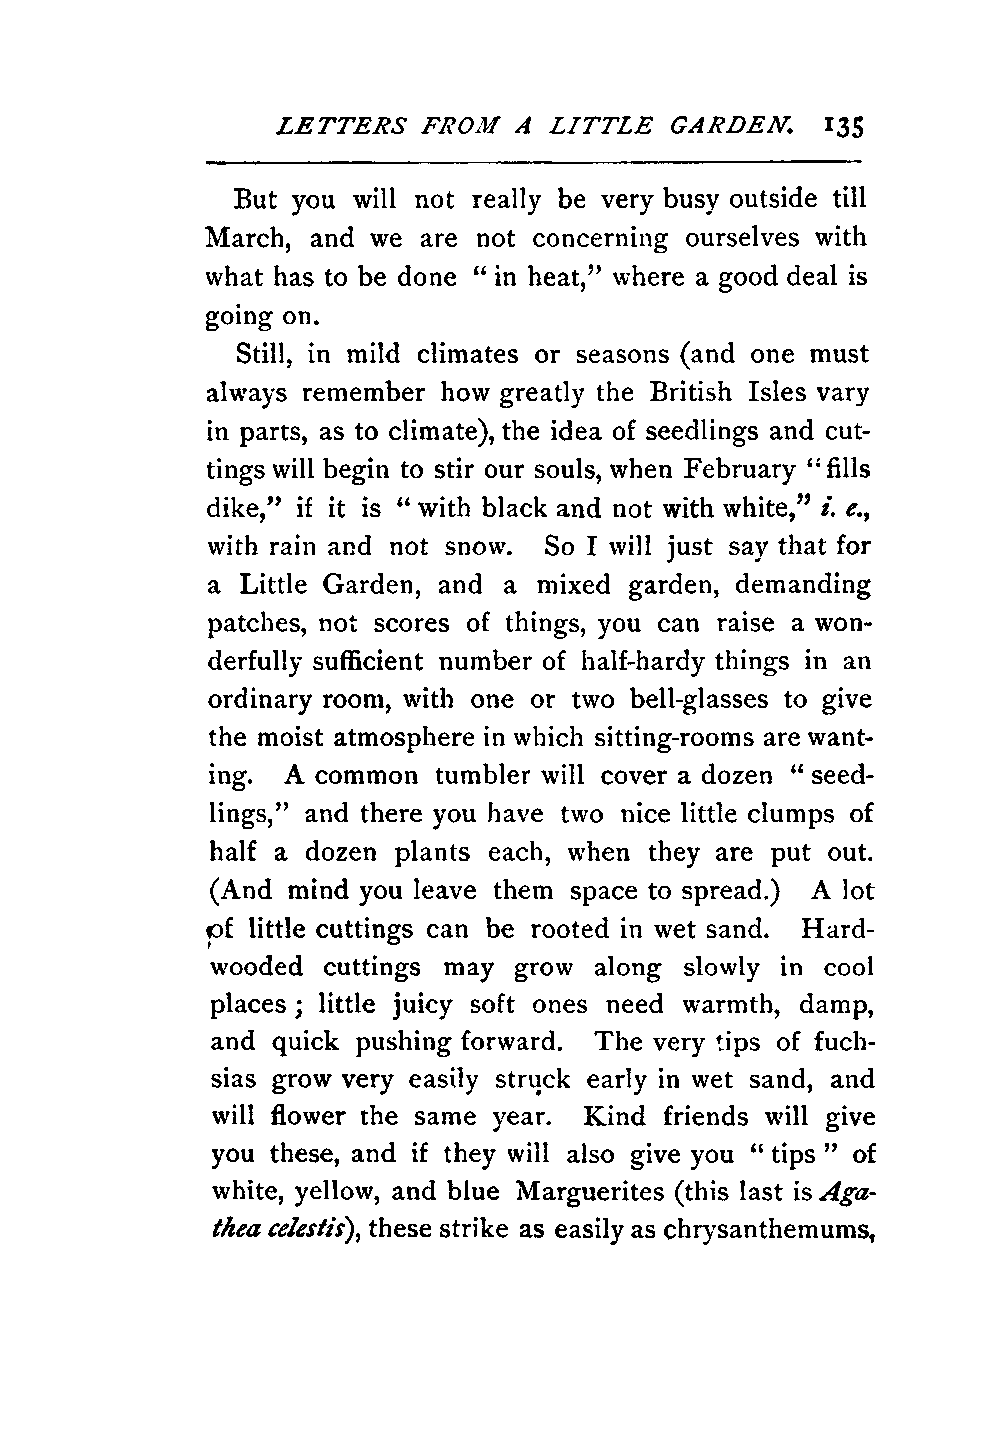 LETTERS FROM A LITTLE GARDEN. 135
But you will not really be very busy outside till
March, and we are not concerning ourselves with
what has to be done “ in heat,” where a good deal is
going on.
Still, in mild climates or seasons (and one must
always remember how greatly the British Isles vary
in parts, as to climate), the idea of seedlings and cut-
tings will begin to stir our souls, when February “ fills
dike,” if it is “ with black and not with white,” i. e.,
with rain and not snow. So I will just say that for
a Little Garden, and a mixed garden, demanding
patches, not scores of things, you can raise a won-
derfully sufficient number of half-hardy things in an
ordinary room, with one or two bell-glasses to give
the moist atmosphere in which sitting-rooms are want-
ing. A common tumbler will cover a dozen “ seed-
lings,” and there you have two nice little clumps of
half a dozen plants each, when they are put out.
(And mind you leave them space to spread.) A lot
of little cuttings can be rooted in wet sand. Hard-
wooded cuttings may grow along slowly in cool
places ; little juicy soft ones need warmth, damp,
and quick pushing forward. The very tips of fuch-
sias grow very easily struck early in wet sand, and
will flower the same year. Kind friends will give
you these, and if they will also give you “ tips ” of
white, yellow, and blue Marguerites (this last is Aga-
thea celestis), these strike as easily as chrysanthemums,